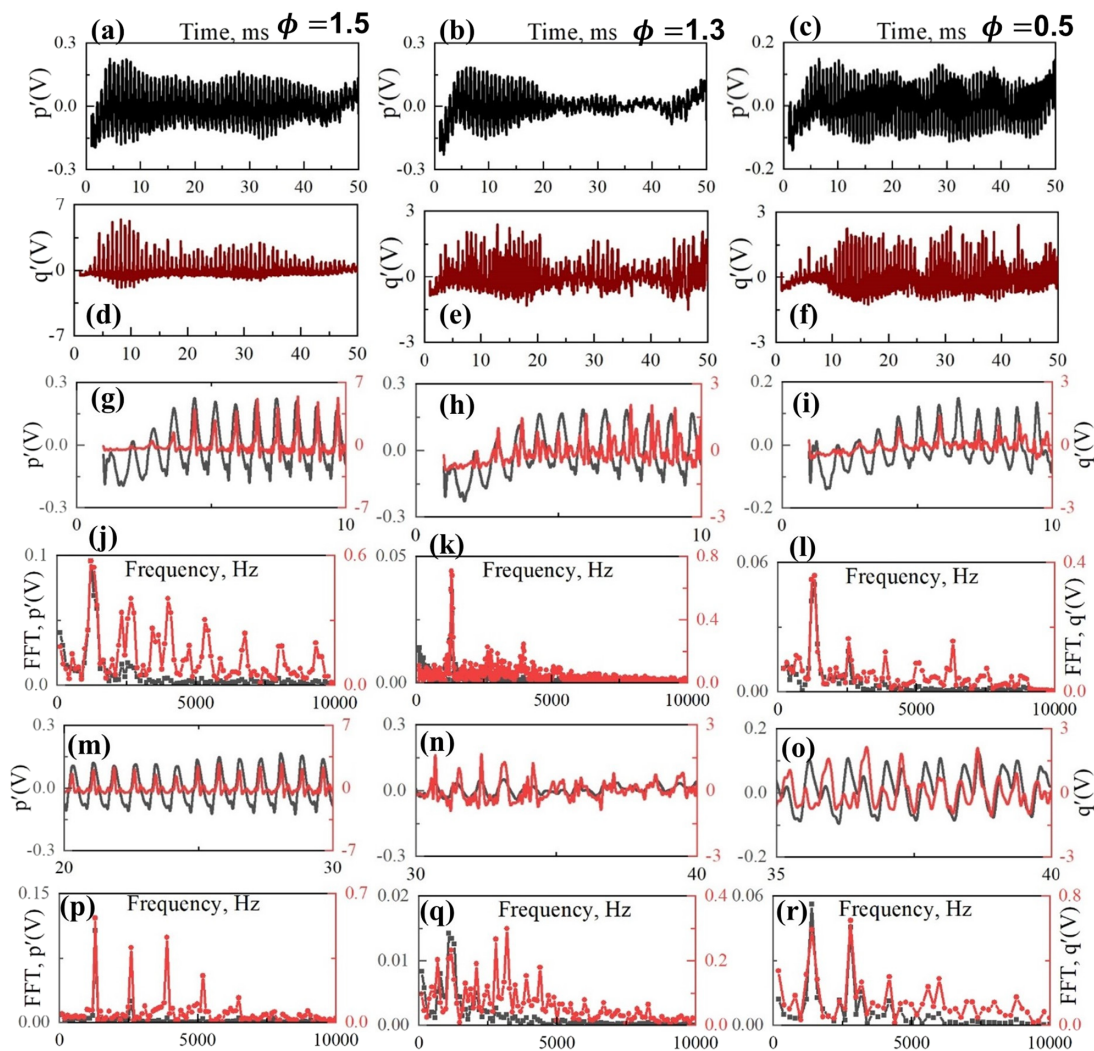 (a) Time, ms ϕ =1.5 (b) Time, ms ϕ =1.3 (c) Time, ms ϕ =0.5
0.3 0.3 0.2
p′(V) 0.0 p′(V) 0.0 p′(V) 0.0
-0.3 -0.3 -0.2
0 10 20 30 40 50 0 10 20 30 40 50 0 10 20 30 40 50
7 3 3
q′(V) 0 q′(V) 0 q′(V) 0
(d) (e) (f)
-7 -3 -3
0 10 20 30 40 50 0 10 20 30 40 50 0 10 20 30 40 50
0.3 (g) 7 0.3 (h) 3 0.2 (i) 3
p′(V) 0.0 0 0.0 0 0.0 0 q′(V)
-0.3 -7 -0.3 -3 -0.2 -3
0 10 0 10 0 10
(j) (k) (l)
0.1 Frequency, Hz 0.6 0.05 Frequency, Hz 0.8 0.06 Frequency, Hz 0.4
FFT, p′(V) FFT, q′(V)
0.0 0.0 0.00 0.0 0.00 0.0
0 5000 10000 0 5000 10000 0 5000 10000
0.3 (m) 7 0.3 (n) 3 0.2 (o) 3
p′(V) 0.0 0 0.0 0 0.0 0 q′(V)
-0.3 -7 -0.3 -3 -0.2 -3
20 30 30 40 35 40
0.15 (p) Frequency, Hz 0.7 0.02 (q) Frequency, Hz 0.4 0.06 (r) Frequency, Hz 0.8
0.01 0.3
FFT, p′(V) 0.01 0.2 FFT, q′(V)
0.00 0.1
0.00 0.0 0.00 0.0 0.00 0.0
0 5000 10000 0 5000 10000 0 5000 10000